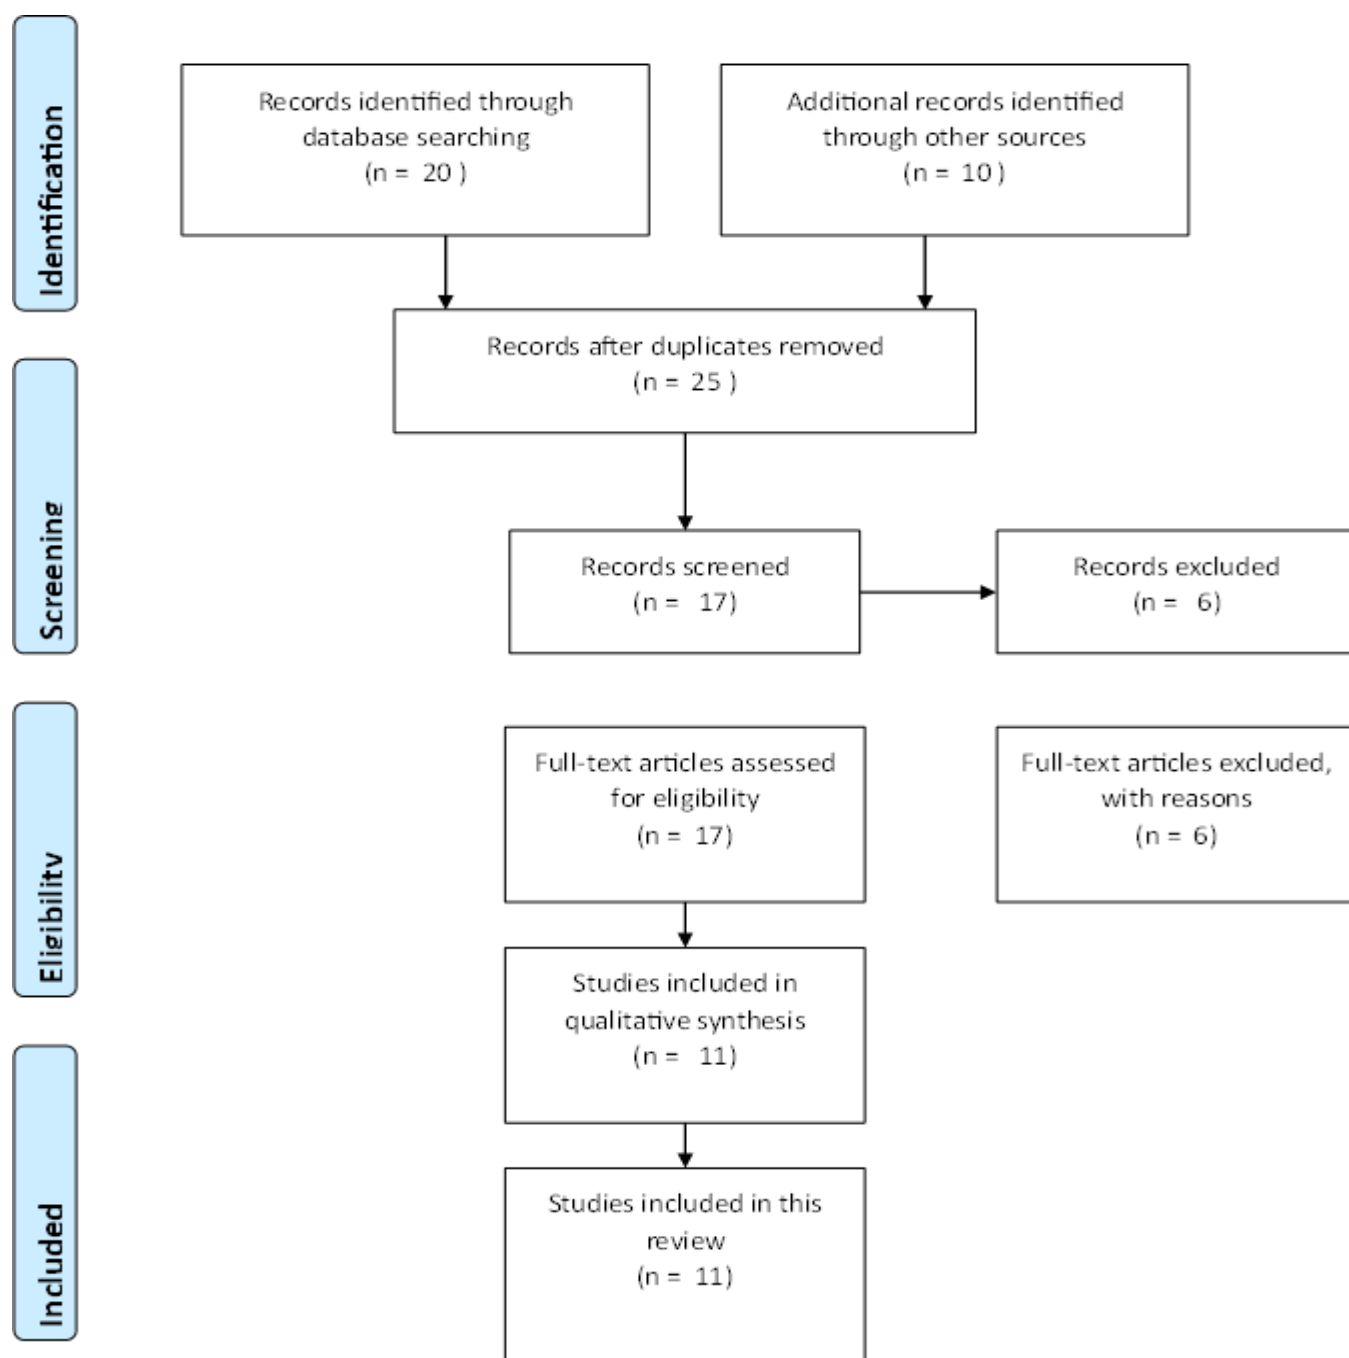 Identification
Records identified through
database searching
(n = 20 )
Additional records identified
through other sources
(n = 10 )
Records after duplicates removed
(n = 25 )
Screening
Records screened
(n = 17)
Records excluded
(n = 6)
Eligibility
Full-text articles assessed
for eligibility
(n = 17)
Full-text articles excluded,
with reasons
(n = 6)
Studies included in
qualitative synthesis
(n = 11)
Included
Studies included in this
review
(n = 11)